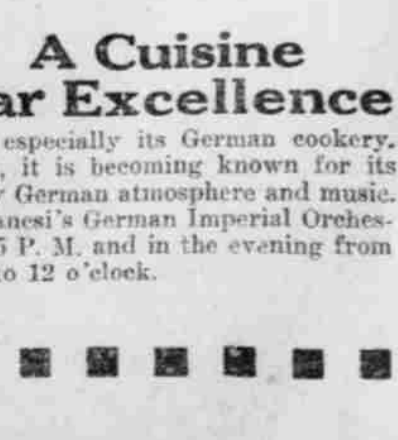 A Cuisine
ar Excellence
especially its German cookery.
, it is becoming known for its
German atmosphere and music.
anesi's German Imperial Orches-
5 P. M. and in the evening from
o 12 o'clock.